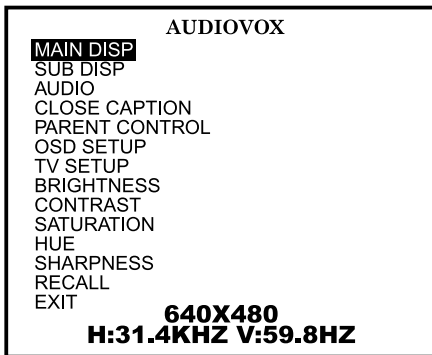 AUDIOVOX
MAIN DISP
SUB DISP
AUDIO
CLOSE CAPTION
PARENT CONTROL
OSD SETUP
TV SETUP
BRIGHTNESS
CONTRAST
SATURATION
HUE
SHARPNESS
RECALL
EXIT
640X480
H:31.4KHZ V:59.8HZ